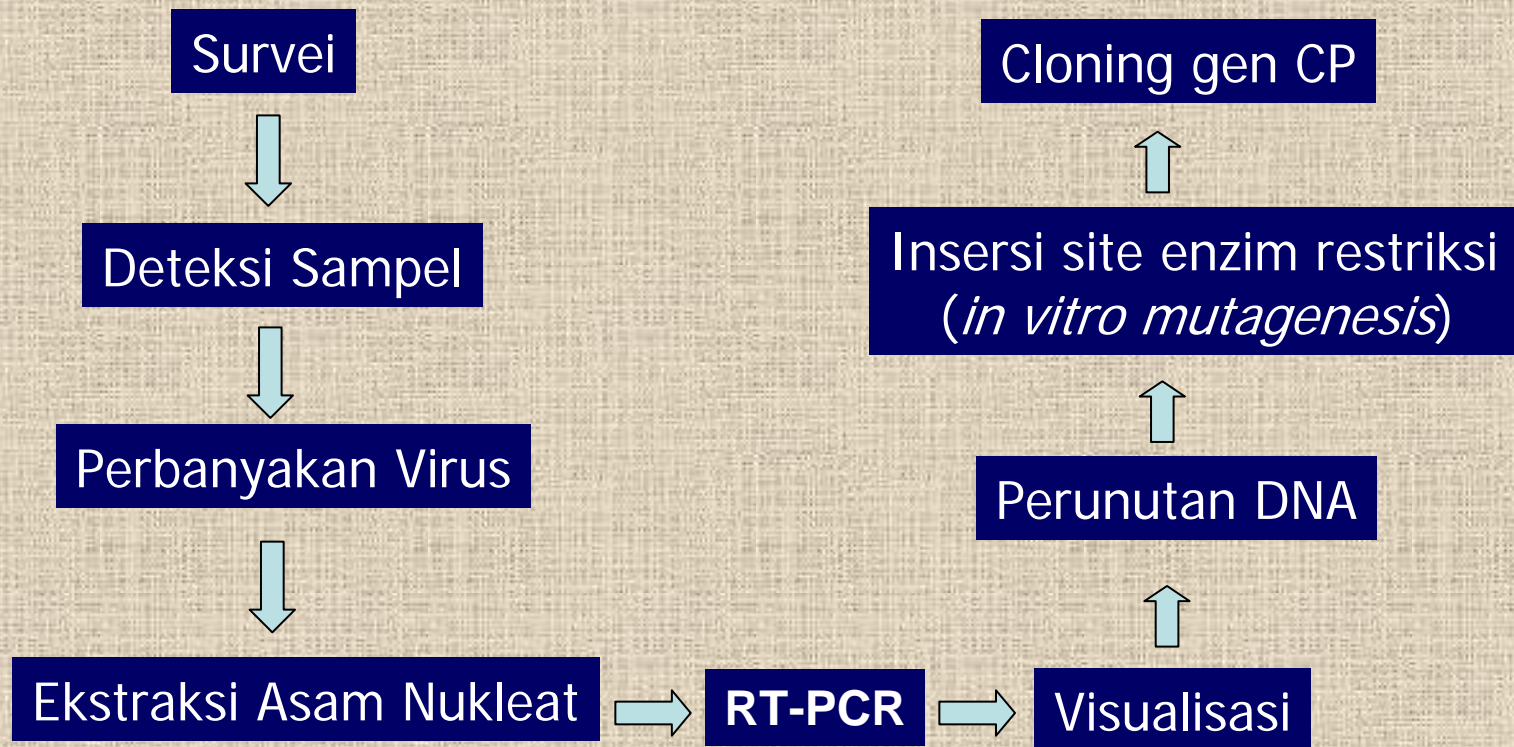 Survei
Deteksi Sampel
Perbanyakan Virus
Ekstraksi Asam Nukleat
RT-PCR
Visualisasi
Perunutan DNA
Insersi site enzim restriksi
(in vitro mutagenesis)
Cloning gen CP